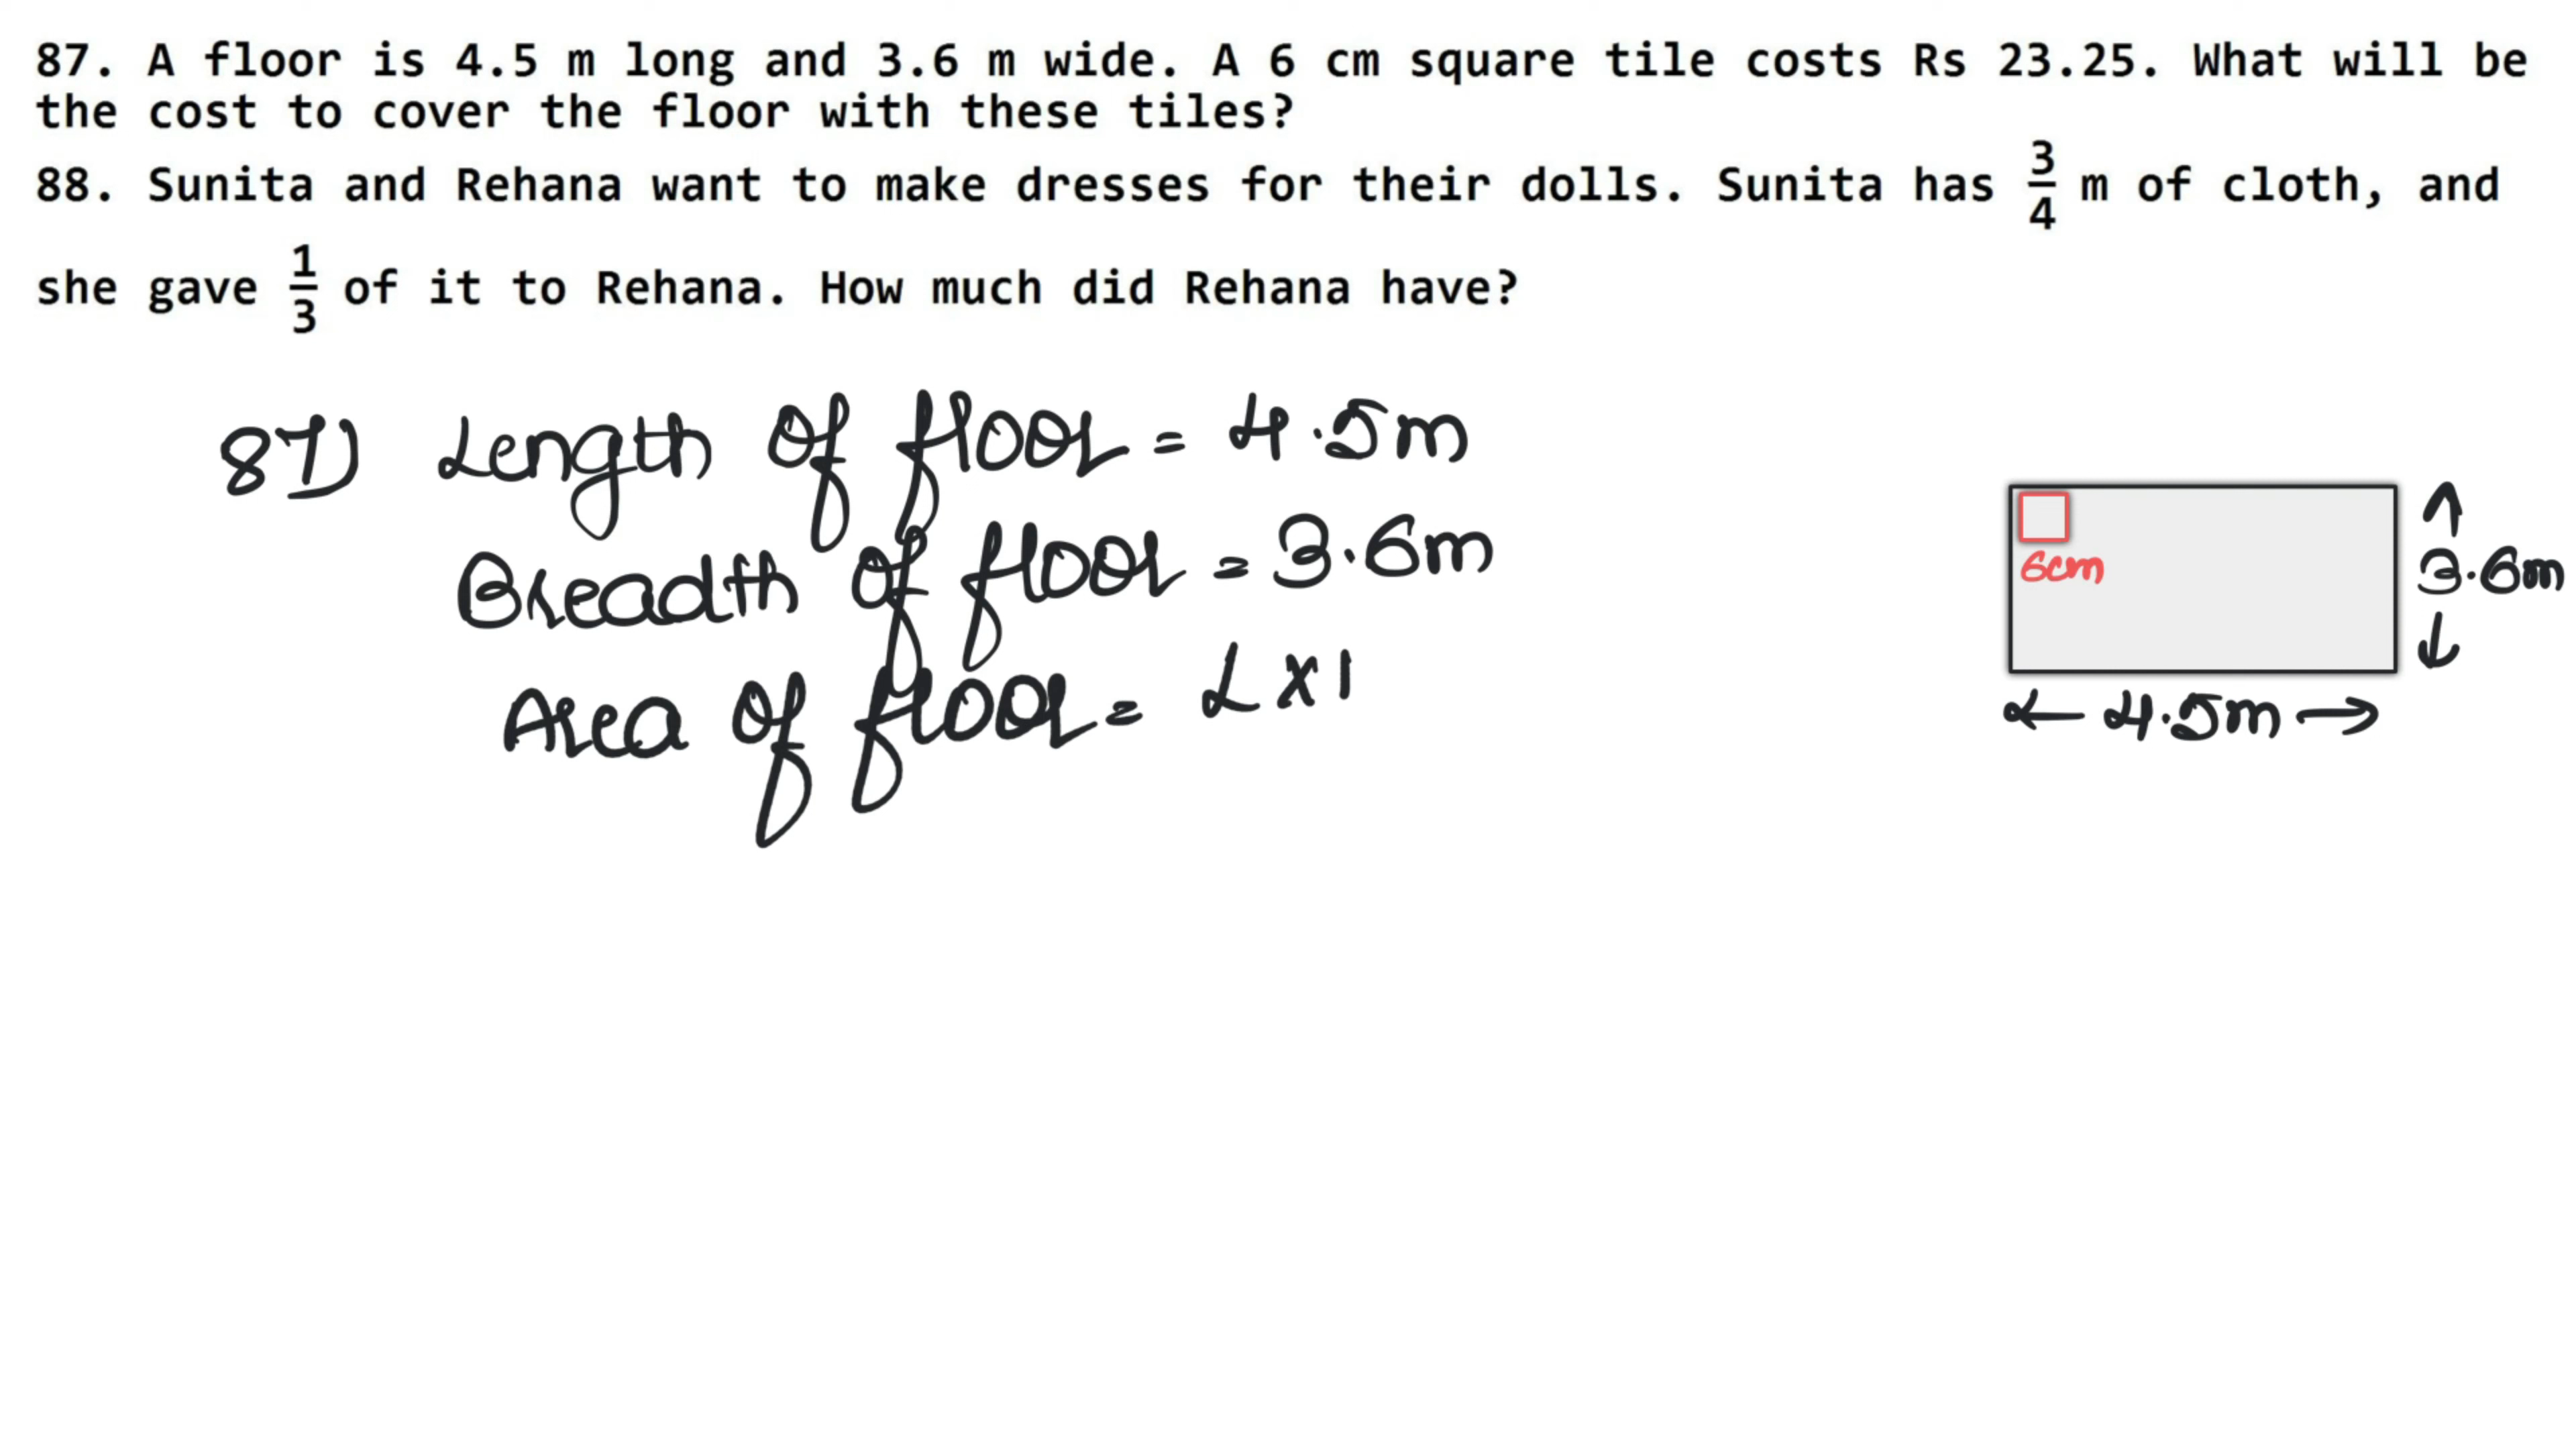 87. A floor is 4.5 m long and 3.6 m wide. A 6 cm square tile costs Rs 23.25. What will be
the cost to cover the floor with these tiles?
88. Sunita and Rehana want to make dresses for their dolls. Sunita has 3/4 m of cloth, and
she gave 1/3 of it to Rehana. How much did Rehana have?
87) Length of floor = 4.5m
Breadth of floor = 3.6m
Area of floor = L x l
6cm
3.6m
4.5m